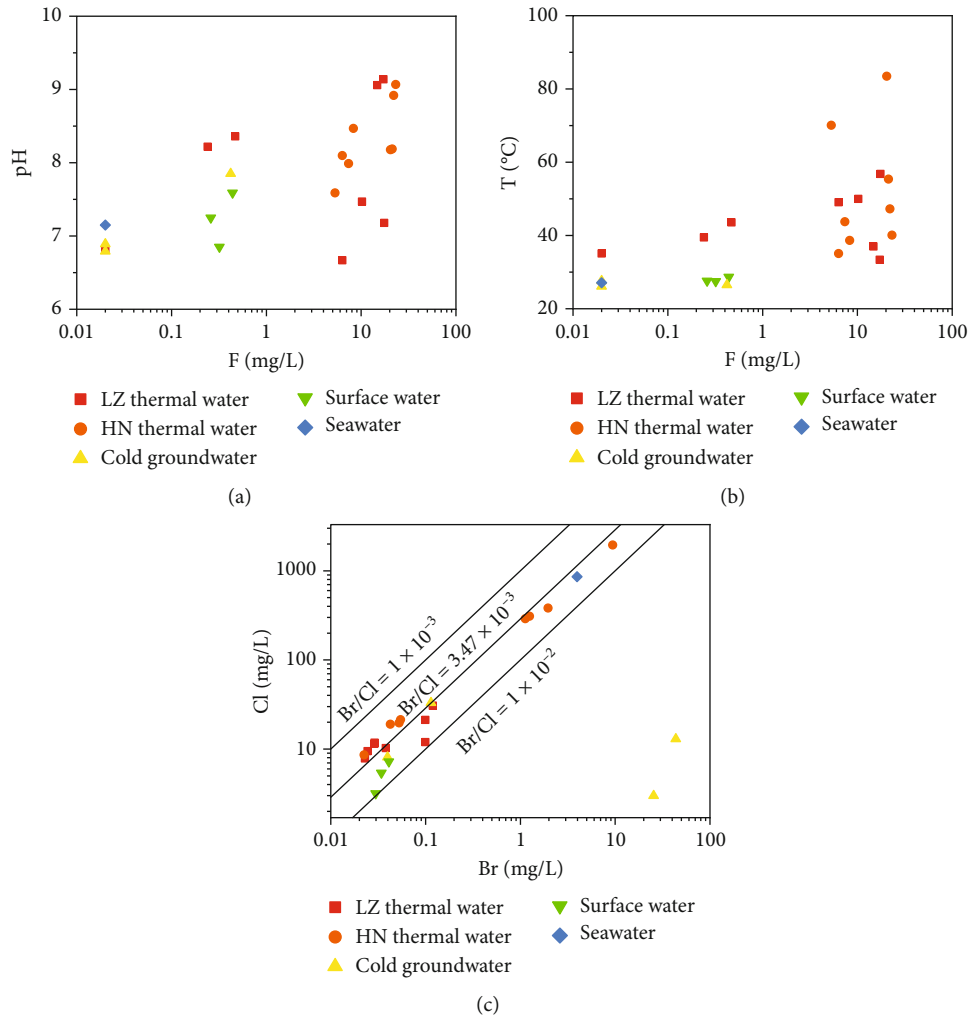 10
9
8
7
6
pH
0.01
0.1
1
10
100
F (mg/L)
LZ thermal water
HN thermal water
Cold groundwater
Surface water
Seawater
(a)
100
80
60
40
20
T (°C)
0.01
0.1
1
10
100
F (mg/L)
LZ thermal water
HN thermal water
Cold groundwater
Surface water
Seawater
(b)
1000
100
10
Cl (mg/L)
Br/Cl = 1 × 10⁻³
Br/Cl = 3.47 × 10⁻³
Br/Cl = 1 × 10⁻²
0.01
0.1
1
10
100
Br (mg/L)
LZ thermal water
HN thermal water
Cold groundwater
Surface water
Seawater
(c)